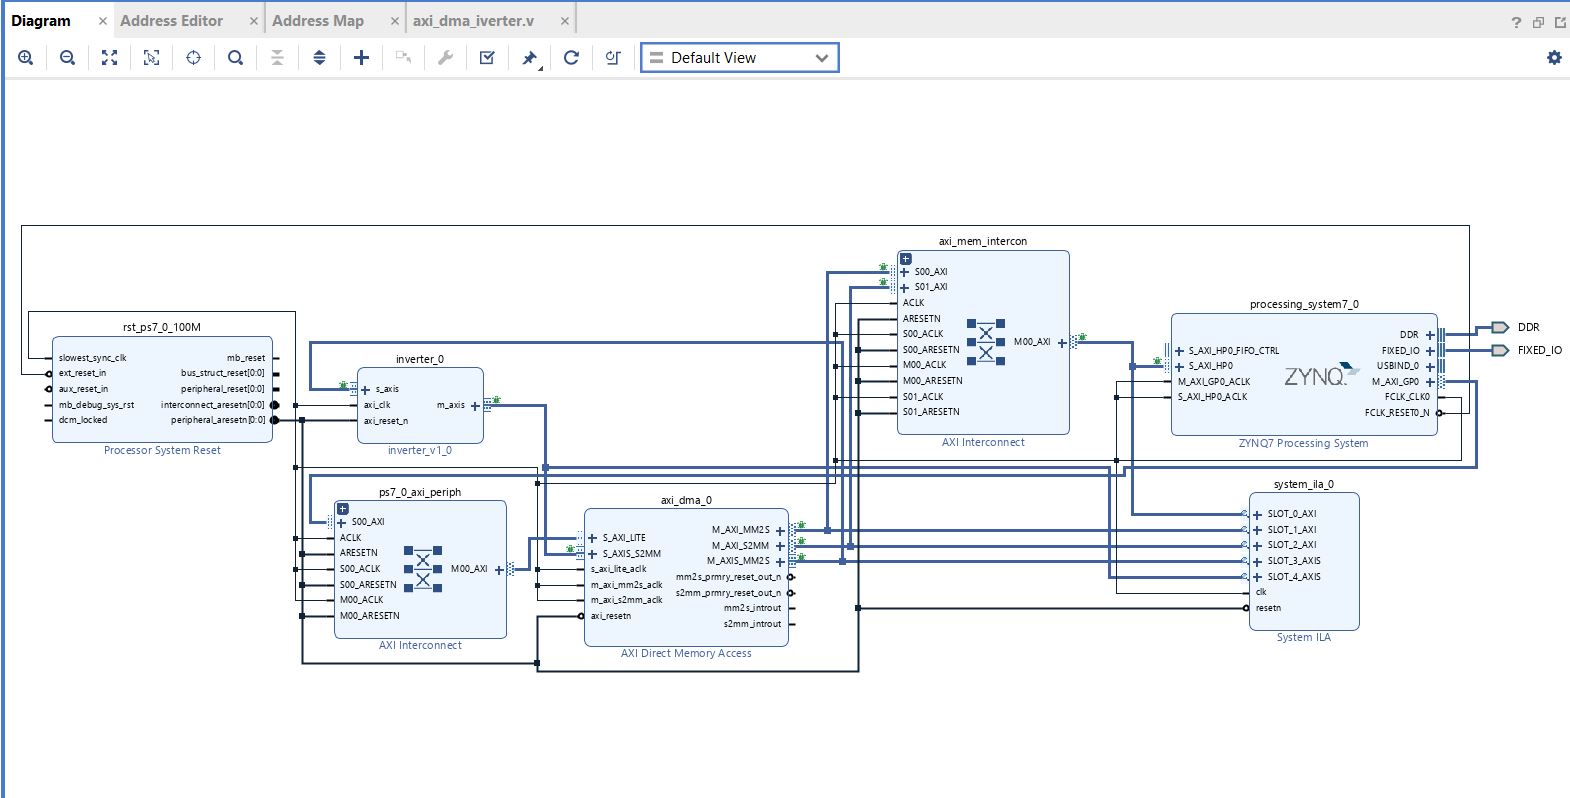 Diagram
Address Editor
Address Map
axi_dma_iverter.v
?
Default View
rst_ps7_0_100M
slowest_sync_clk
ext_reset_in
aux_reset_in
mb_debug_sys_rst
dcm_locked
mb_reset
bus_struct_reset[0:0]
peripheral_reset[0:0]
interconnect_aresetn[0:0]
peripheral_aresetn[0:0]
Processor System Reset
inverter_0
s_axis
axi_clk
axi_reset_n
m_axis
inverter_v1_0
ps7_0_axi_periph
S00_AXI
ACLK
ARESETN
S00_ACLK
S00_ARESETN
M00_ACLK
M00_ARESETN
M00_AXI
AXI Interconnect
axi_dma_0
S_AXI_LITE
S_AXIS_S2MM
s_axi_lite_aclk
m_axi_mm2s_aclk
m_axi_s2mm_aclk
axi_resetn
M_AXI_MM2S
M_AXI_S2MM
M_AXIS_MM2S
mm2s_prmry_reset_out_n
s2mm_prmry_reset_out_n
mm2s_introut
s2mm_introut
AXI Direct Memory Access
axi_mem_intercon
S00_AXI
S01_AXI
ACLK
ARESETN
S00_ACLK
S00_ARESETN
M00_ACLK
M00_ARESETN
S01_ACLK
S01_ARESETN
M00_AXI
AXI Interconnect
processing_system7_0
S_AXI_HP0_FIFO_CTRL
S_AXI_HP0
M_AXI_GP0_ACLK
S_AXI_HP0_ACLK
ZYNQ
DDR
FIXED_IO
USBIND_0
M_AXI_GP0
FCLK_CLK0
FCLK_RESET0_N
ZYNQ7 Processing System
DDR
FIXED_IO
system_ila_0
SLOT_0_AXI
SLOT_1_AXI
SLOT_2_AXI
SLOT_3_AXIS
SLOT_4_AXIS
clk
resetn
System ILA